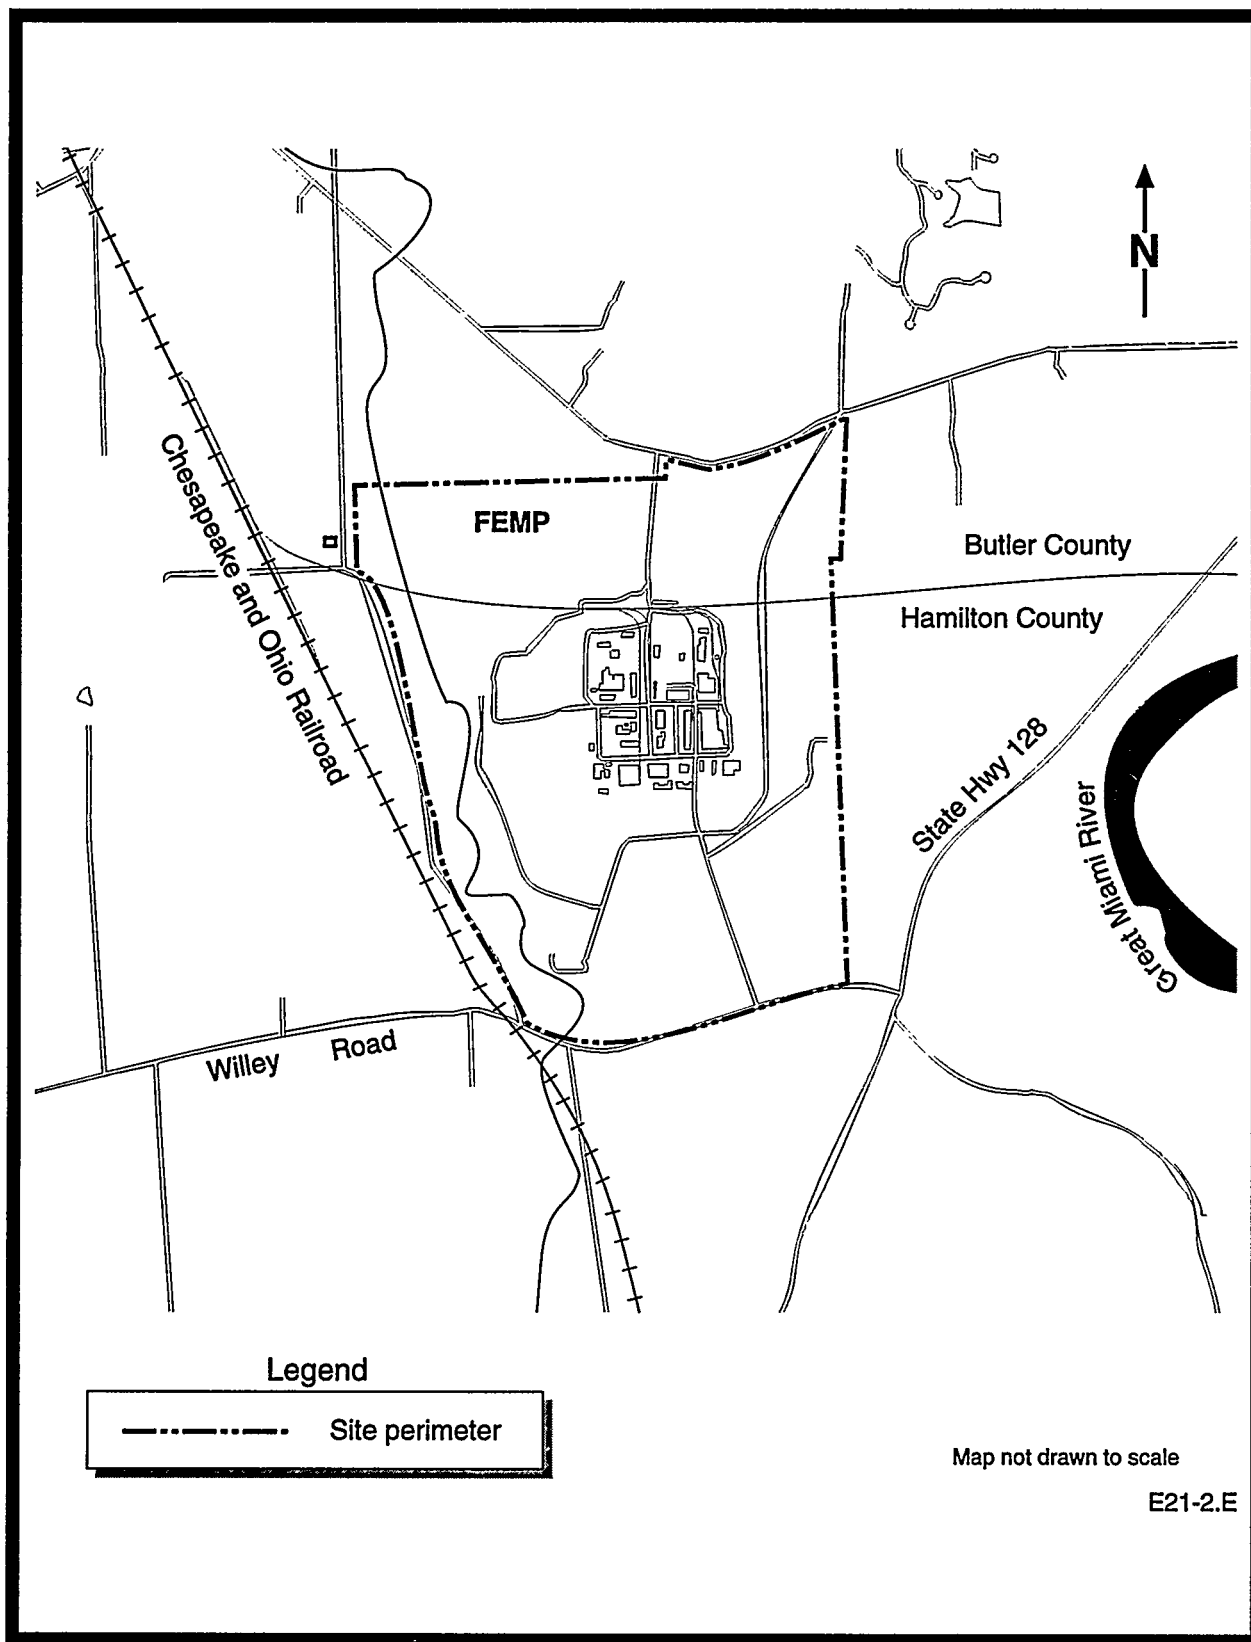 N
Chesapeake and Ohio Railroad
FEMP
Butler County
Hamilton County
State Hwy 128
Great Miami River
Willey Road
Legend
Site perimeter
Map not drawn to scale
E21-2.E